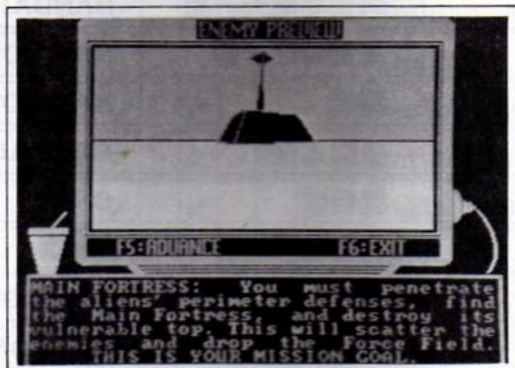 ENEMY PREVIEW
F5:ADVANCE F6:EXIT
MAIN FORTRESS: You must penetrate
the aliens' perimeter defenses, find
the Main Fortress, and destroy its
vulnerable top. This will scatter the
enemies and drop the Force Field.
THIS IS YOUR MISSION GOAL.